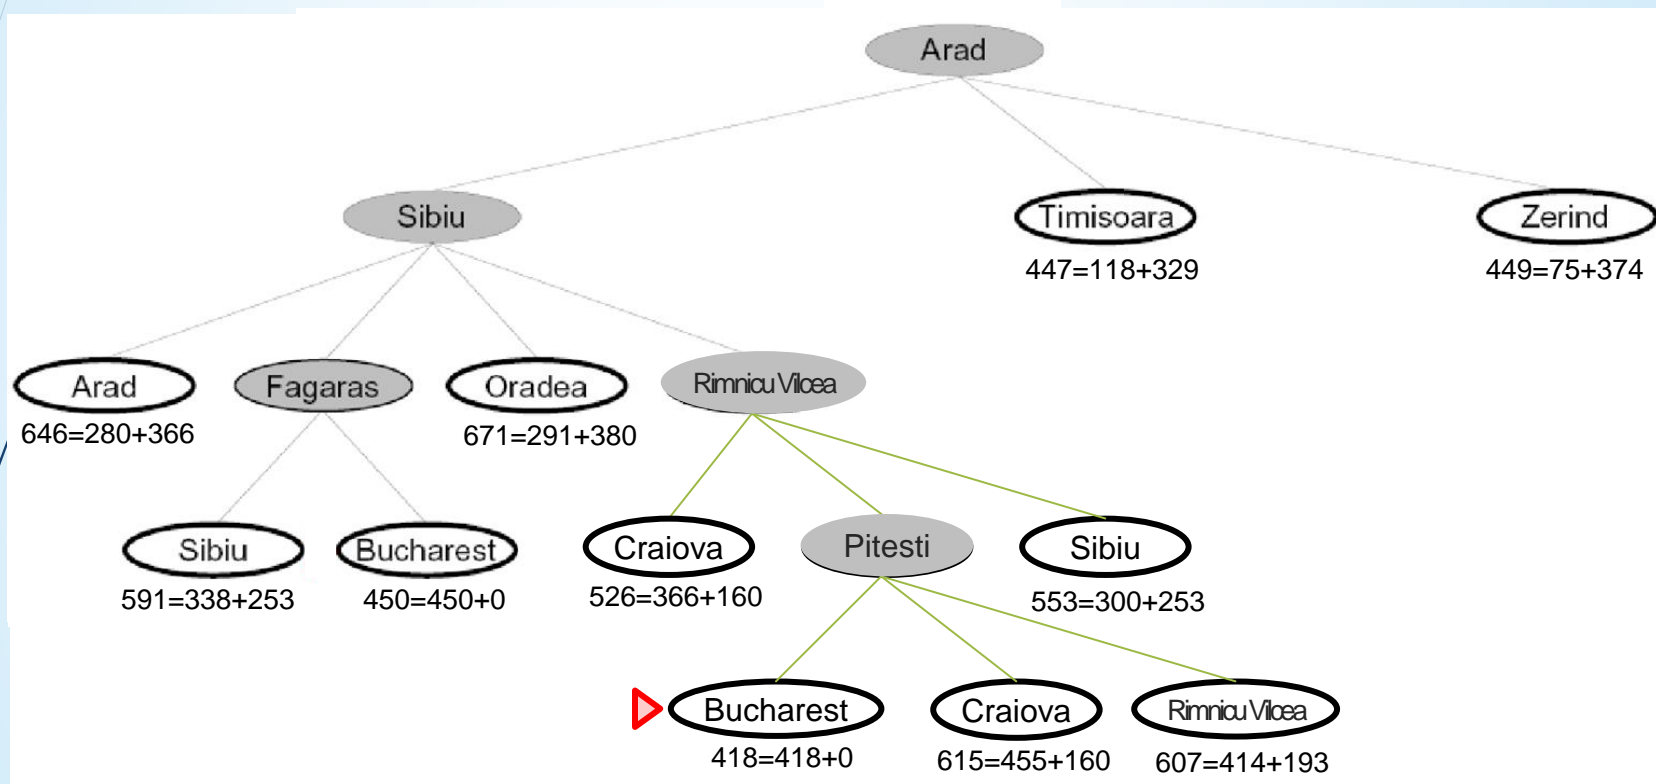 Arad
Sibiu
Timisoara
Zerind
447=118+329
449=75+374
Arad
Fagaras
Oradea
Rimnicu Vilcea
646=280+366
671=291+380
Sibiu
Bucharest
Craiova
Pitesti
Sibiu
591=338+253
450=450+0
526=366+160
553=300+253
Bucharest
Craiova
Rimnicu Vilcea
418=418+0
615=455+160
607=414+193